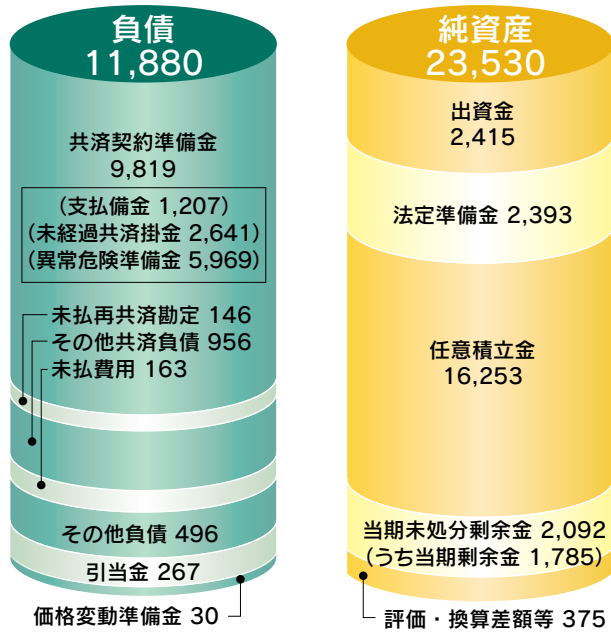 負債
11,880
共済契約準備金
9,819
(支払備金 1,207)
(未経過共済掛金 2,641)
(異常危険準備金 5,969)
未払再共済勘定 146
その他共済負債 956
未払費用 163
その他負債 496
引当金 267
価格変動準備金 30
純資産
23,530
出資金
2,415
法定準備金 2,393
任意積立金
16,253
当期未処分剰余金 2,092
(うち当期剰余金 1,785)
評価・換算差額等 375